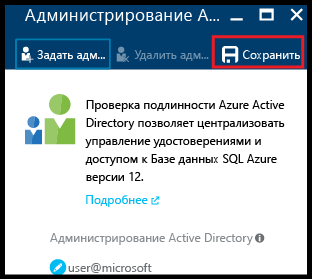 Администрирование A...
Задать адм...
Удалить адм...
Сохранить
Проверка подлинности Azure Active
Directory позволяет централизовать
управление удостоверениями и
доступом к Базе данных SQL Azure
версии 12.
Подробнее
Администрирование Active Directory
user@microsoft